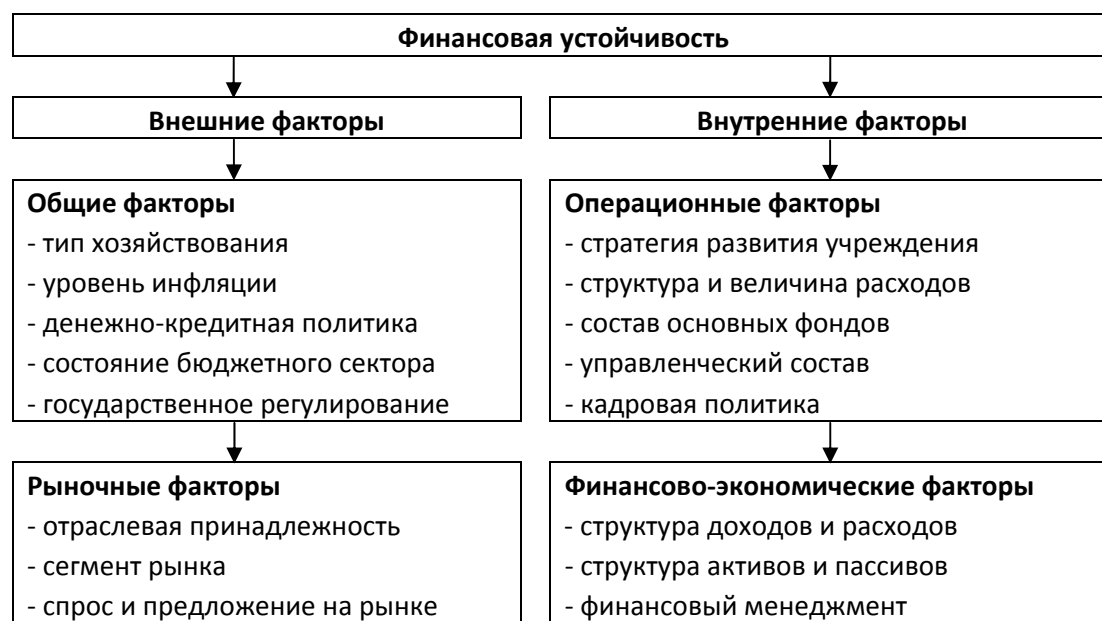 Финансовая устойчивость
Внешние факторы
Внутренние факторы
Общие факторы
- тип хозяйствования
- уровень инфляции
- денежно-кредитная политика
- состояние бюджетного сектора
- государственное регулирование
Операционные факторы
- стратегия развития учреждения
- структура и величина расходов
- состав основных фондов
- управленческий состав
- кадровая политика
Рыночные факторы
- отраслевая принадлежность
- сегмент рынка
- спрос и предложение на рынке
Финансово-экономические факторы
- структура доходов и расходов
- структура активов и пассивов
- финансовый менеджмент